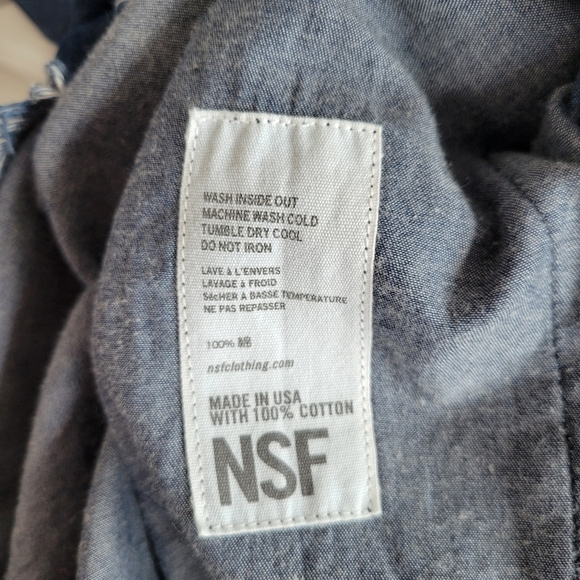 WASH INSIDE OUT
MACHINE WASH COLD
TUMBLE DRY COOL
DO NOT IRON
LAVE À L'ENVERS
LAVAGE À FROID
SéCHER A BASSE TEMPERATURE
NE PAS REPASSER
100% 綿
nsfclothing.com
MADE IN USA
WITH 100% COTTON
NSF